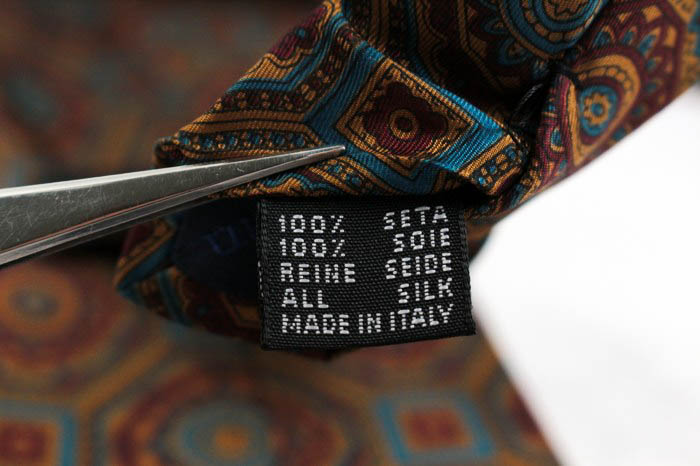 100% SETA
100% SOIE
REINE SEIDE
ALL SILK
MADE IN ITALY